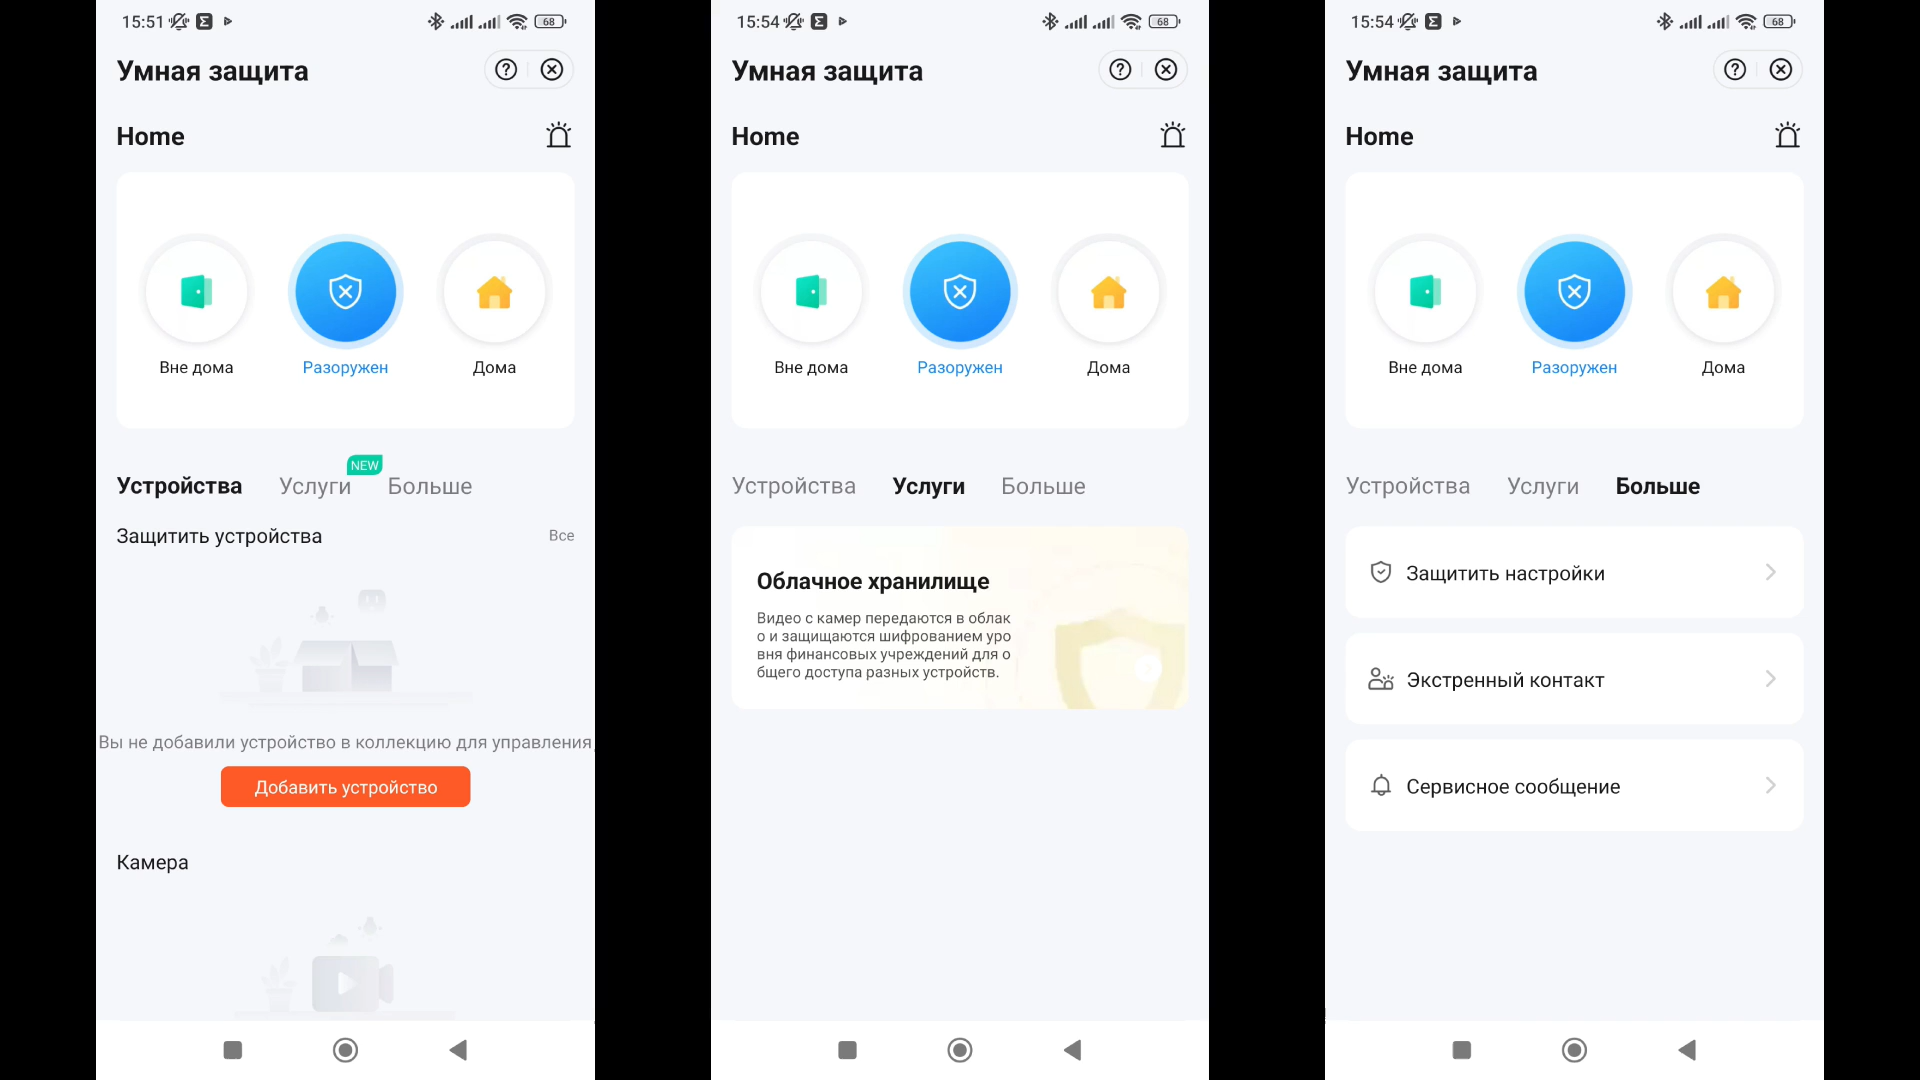 15:51
68
Умная защита
Home
Вне дома
Разоружен
Дома
NEW
Устройства
Услуги
Больше
Защитить устройства
Все
Вы не добавили устройство в коллекцию для управления,
Добавить устройство
Камера
15:54
68
Умная защита
Home
Вне дома
Разоружен
Дома
Устройства
Услуги
Больше
Облачное хранилище
Видео с камер передаются в облак
о и защищаются шифрованием уро
вня финансовых учреждений для о
бщего доступа разных устройств.
15:54
68
Умная защита
Home
Вне дома
Разоружен
Дома
Устройства
Услуги
Больше
Защитить настройки
Экстренный контакт
Сервисное сообщение